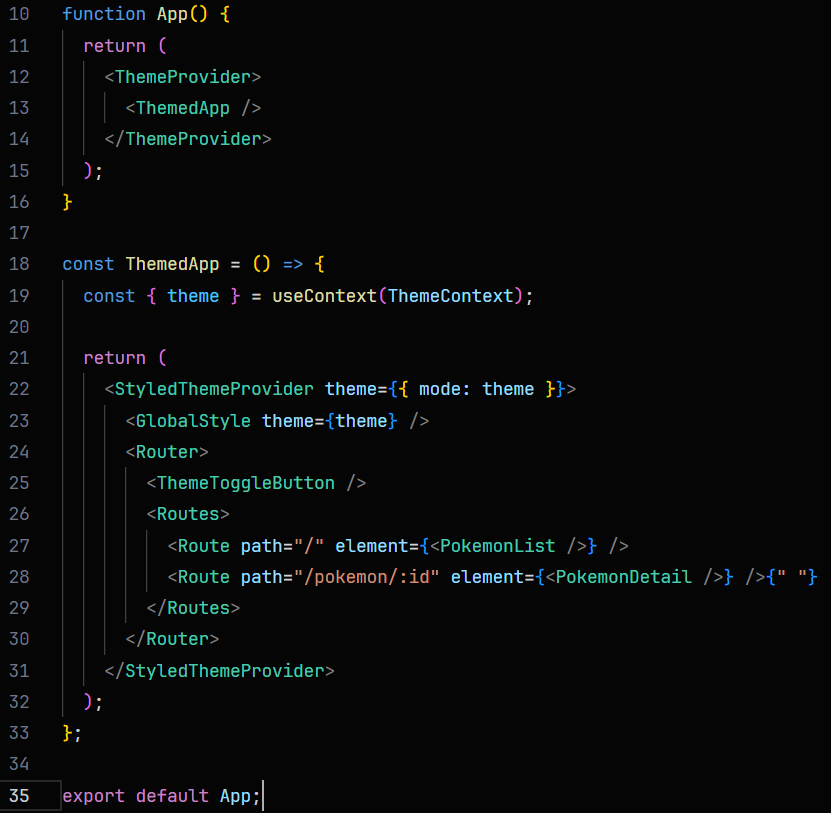 10 function App() {
11   return (
12     <ThemeProvider>
13       <ThemedApp />
14     </ThemeProvider>
15   );
16 }
17
18 const ThemedApp = () => {
19   const { theme } = useContext(ThemeContext);
20
21   return (
22     <StyledThemeProvider theme={{ mode: theme }}>
23       <GlobalStyle theme={theme} />
24       <Router>
25         <ThemeToggleButton />
26         <Routes>
27           <Route path="/" element={<PokemonList />} />
28           <Route path="/pokemon/:id" element={<PokemonDetail />} />{" "}
29         </Routes>
30       </Router>
31     </StyledThemeProvider>
32   );
33 };
34
35 export default App;